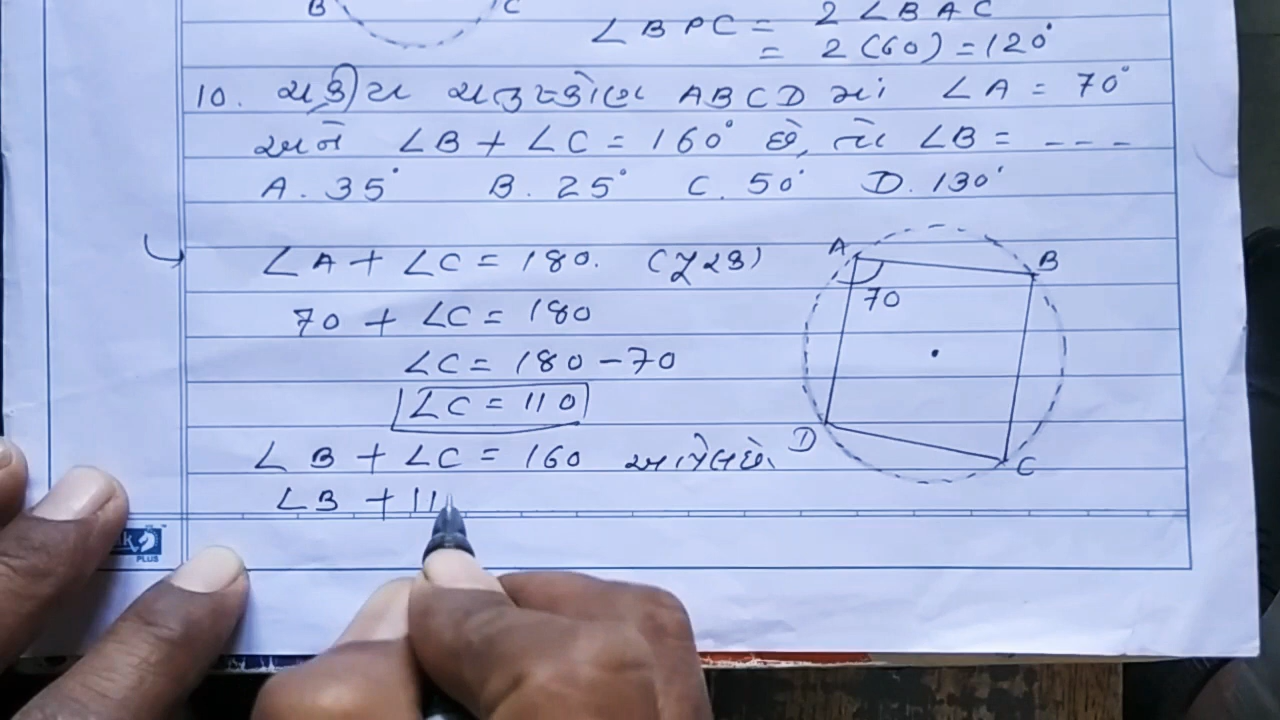 B C
∠BPC = 2∠BAC
= 2(60) = 120°
10. ચક્રીય ચતુષ્કોણ ABCD માં ∠A = 70°
અને ∠B + ∠C = 160° છે, તો ∠B = ---
A. 35° B. 25° C. 50° D. 130°
∠A + ∠C = 180.
70 + ∠C = 180
∠C = 180 - 70
∠C = 110
∠B + ∠C = 160
∠B + 11
A B
70
D C
PLUS